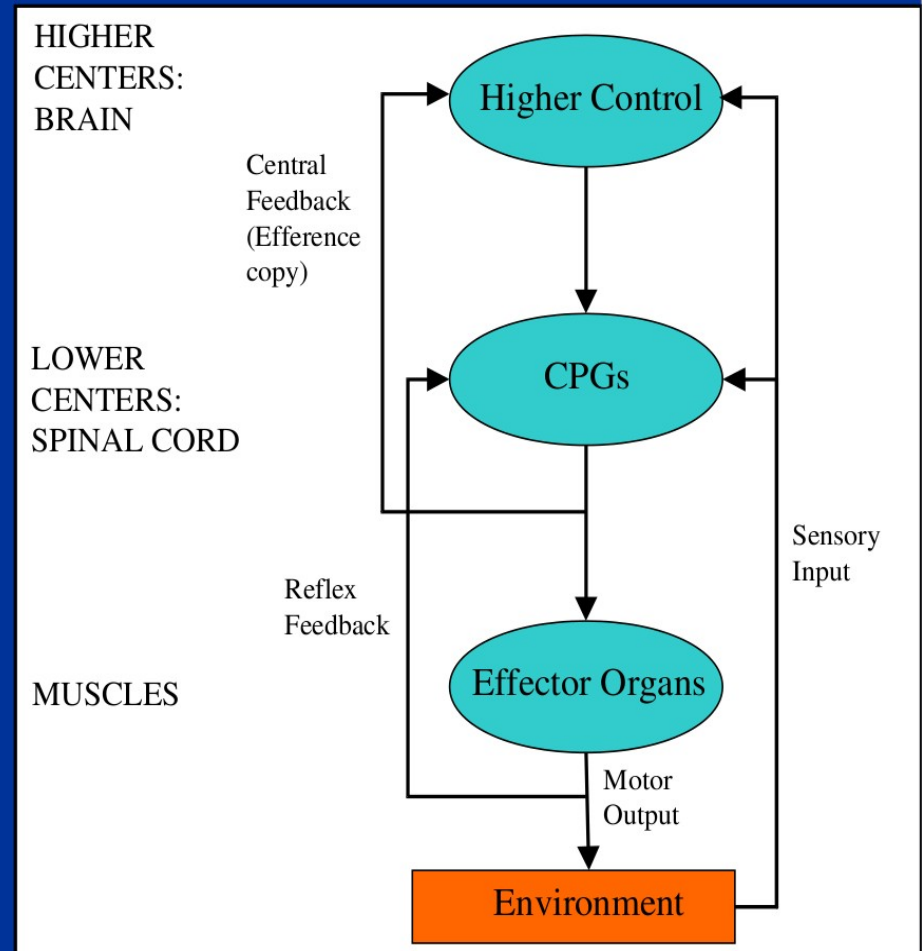 HIGHER
CENTERS:
BRAIN
Higher Control
Central
Feedback
(Efference
copy)
LOWER
CENTERS:
SPINAL CORD
CPGs
Sensory
Input
Reflex
Feedback
MUSCLES
Effector Organs
Motor
Output
Environment